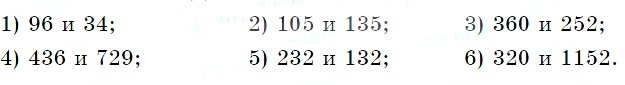 1) 96 и 34; 2) 105 и 135; 3) 360 и 252;
4) 436 и 729; 5) 232 и 132; 6) 320 и 1152.